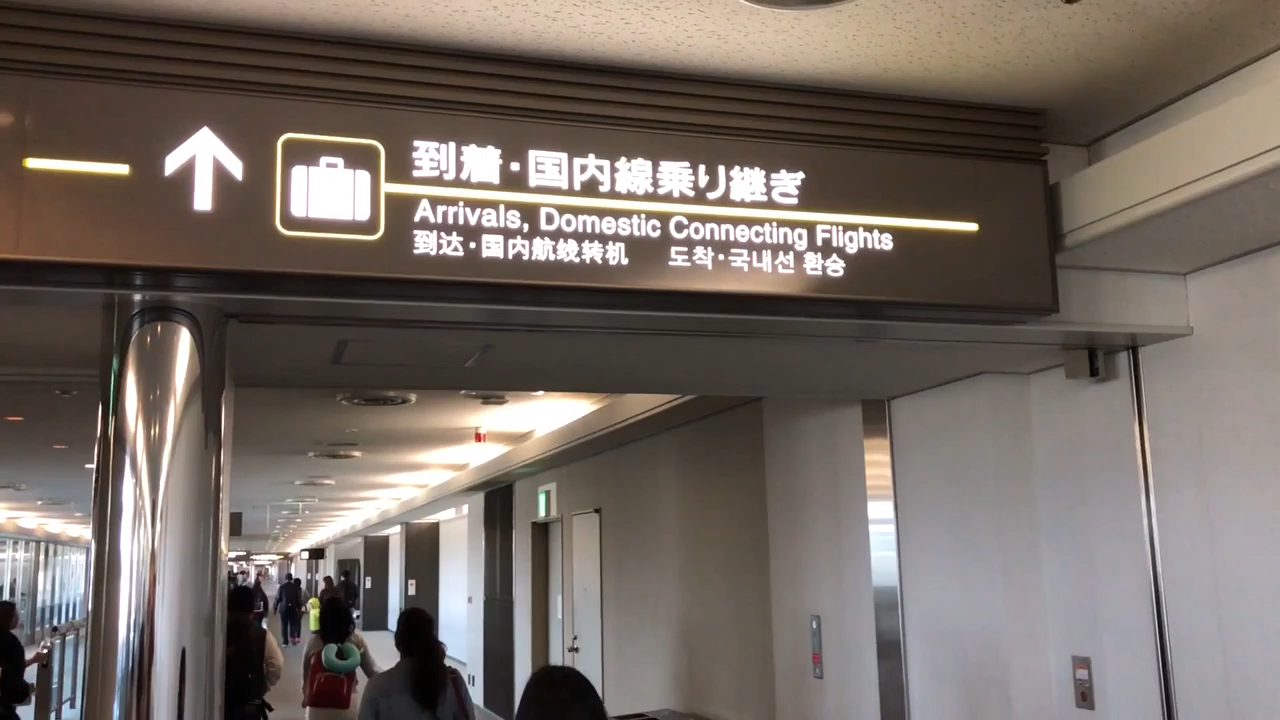 到着・国内線乗り継ぎ
Arrivals, Domestic Connecting Flights
到达・国内航线转机 도착・국내선 환승